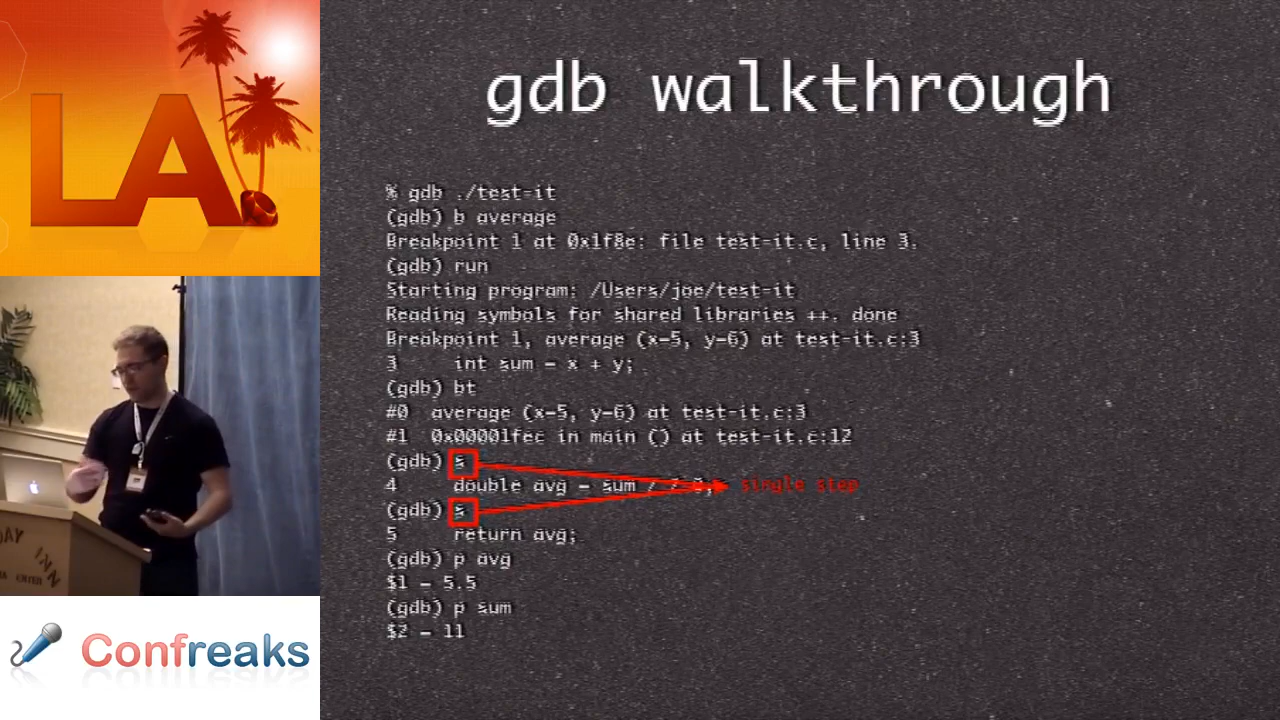 LA.
gdb walkthrough
% gdb ./test-it
(gdb) b average
Breakpoint 1 at 0x1f8e: file test-it.c, line 3.
(gdb) run
Starting program: /Users/joe/test-it
Reading symbols for shared libraries ++. done
Breakpoint 1, average (x=5, y=6) at test-it.c:3
3 int sum = x + y;
(gdb) bt
#0 average (x=5, y=6) at test-it.c:3
#1 0x00001fec in main () at test-it.c:12
(gdb) s
4 double avg = sum / 2.0; single step
(gdb) s
5 return avg;
(gdb) p avg
$1 = 5.5
(gdb) p sum
$2 = 11
DAY INN
Confreaks